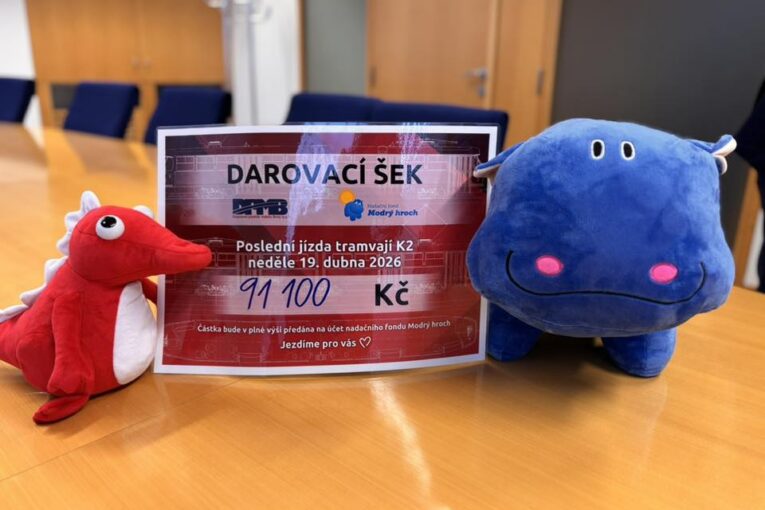 DAROVACÍ ŠEK
DPMB
Nadační fond
Modrý hroch
Poslední jízda tramvají K2
neděle 19. dubna 2026
91 100 Kč
Částka bude v plné výši předána na účet nadačního fondu Modrý hroch
Jezdíme pro vás ♡